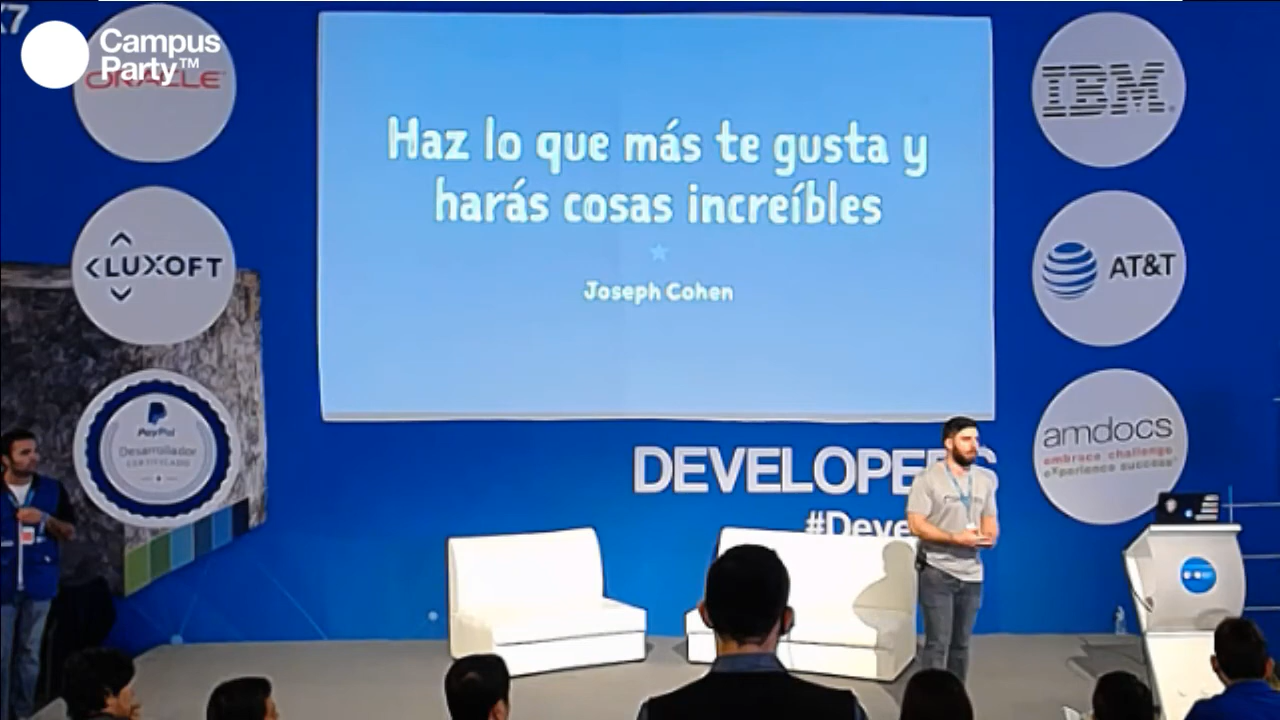 K7
Campus
Party™
ORACLE
IBM
Haz lo que más te gusta y
harás cosas increíbles
Joseph Cohen
<LUXOFT
AT&T
PayPal
Desarrollador
CERTIFICADO
amdocs
embrace challenge
experience success
DEVELOPERS
#Deve